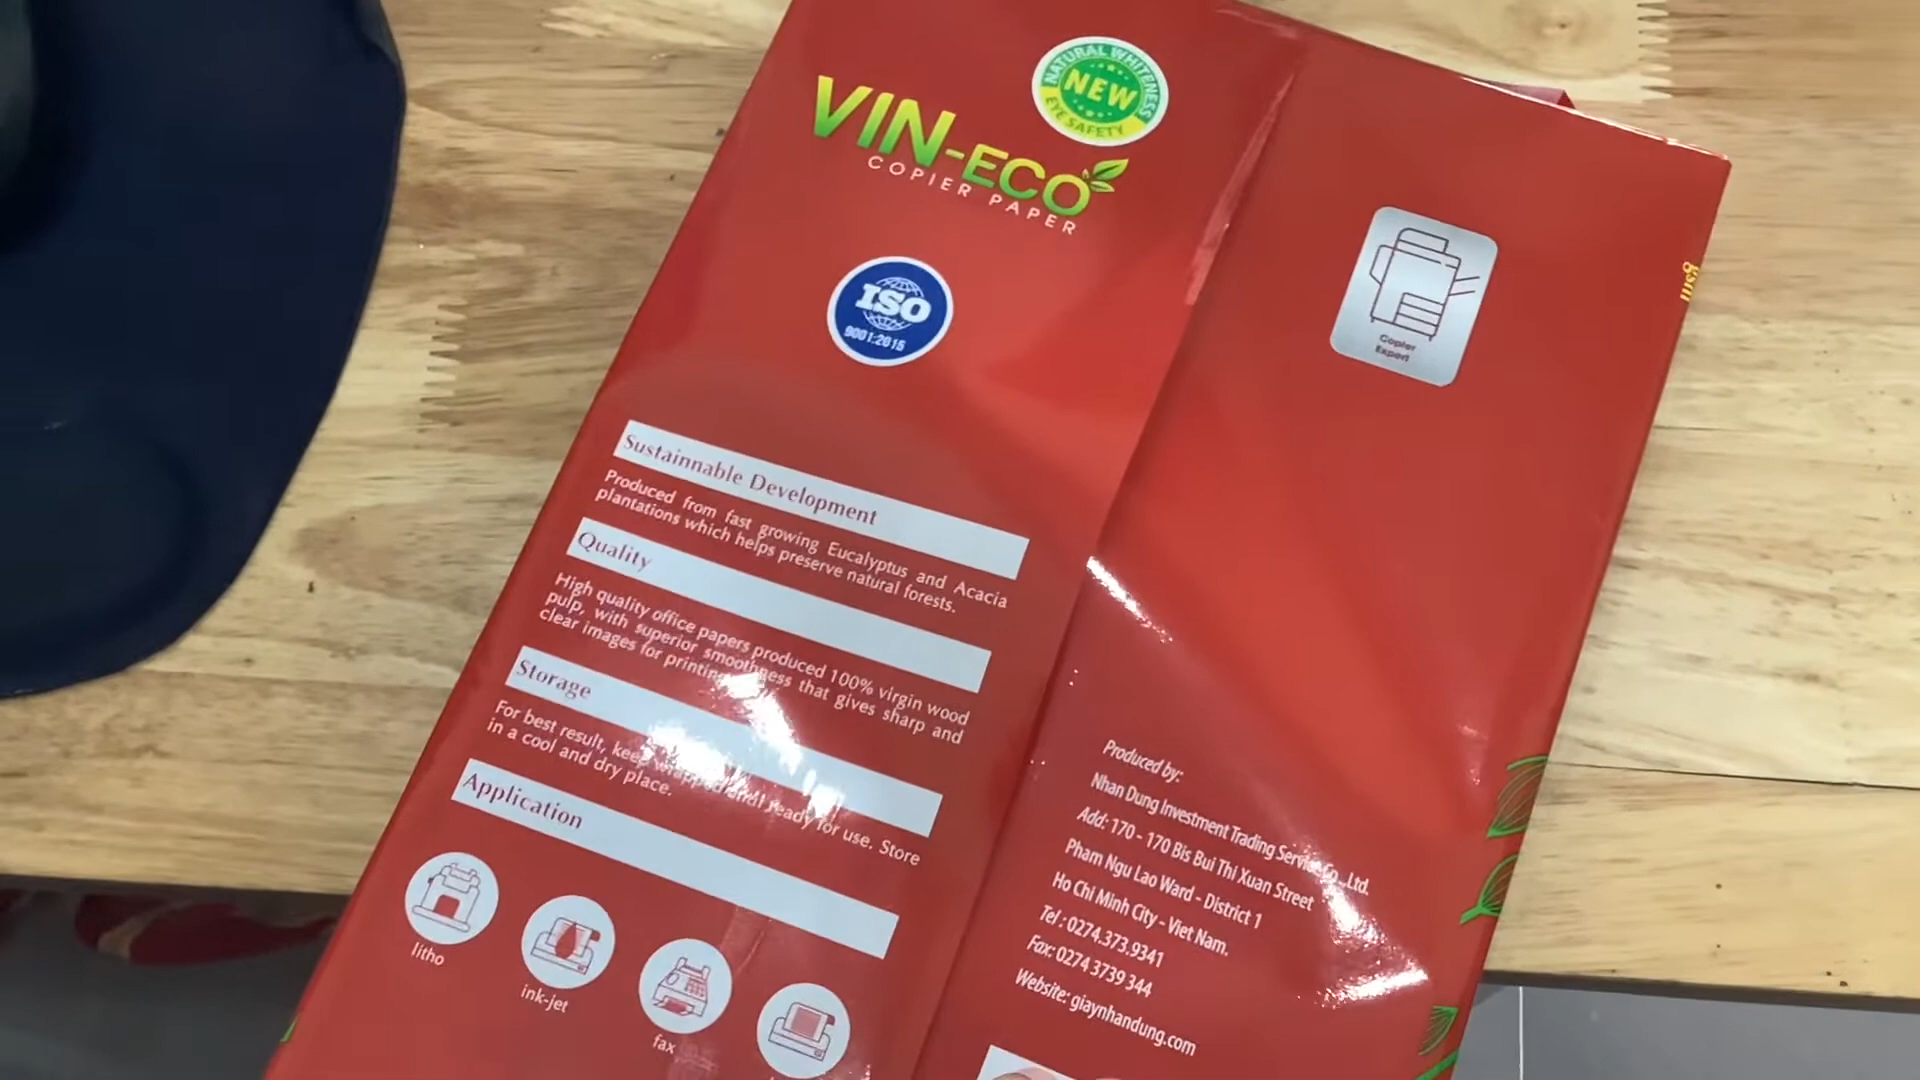 NATURAL WHITENESS
NEW
EYE SAFETY
VIN-ECO
COPIER PAPER
ISO
9001:2015
Sustainnable Development
Produced from fast growing Eucalyptus and Acacia
plantations which helps preserve natural forests.
Quality
High quality office papers produced 100% virgin wood
pulp, with superior smoothness that gives sharp and
clear images for printing
Storage
For best result, keep wrapped and ready for use. Store
in a cool and dry place.
Application
litho
ink-jet
fax
Copier
Expert
gsm
Produced by:
Nhan Dung Investment Trading Service Co., Ltd.
Add: 170 - 170 Bis Bui Thi Xuan Street
Pham Ngu Lao Ward - District 1
Ho Chi Minh City - Viet Nam.
Tel : 0274.373.9341
Fax: 0274 3739 344
Website: giaynhandung.com